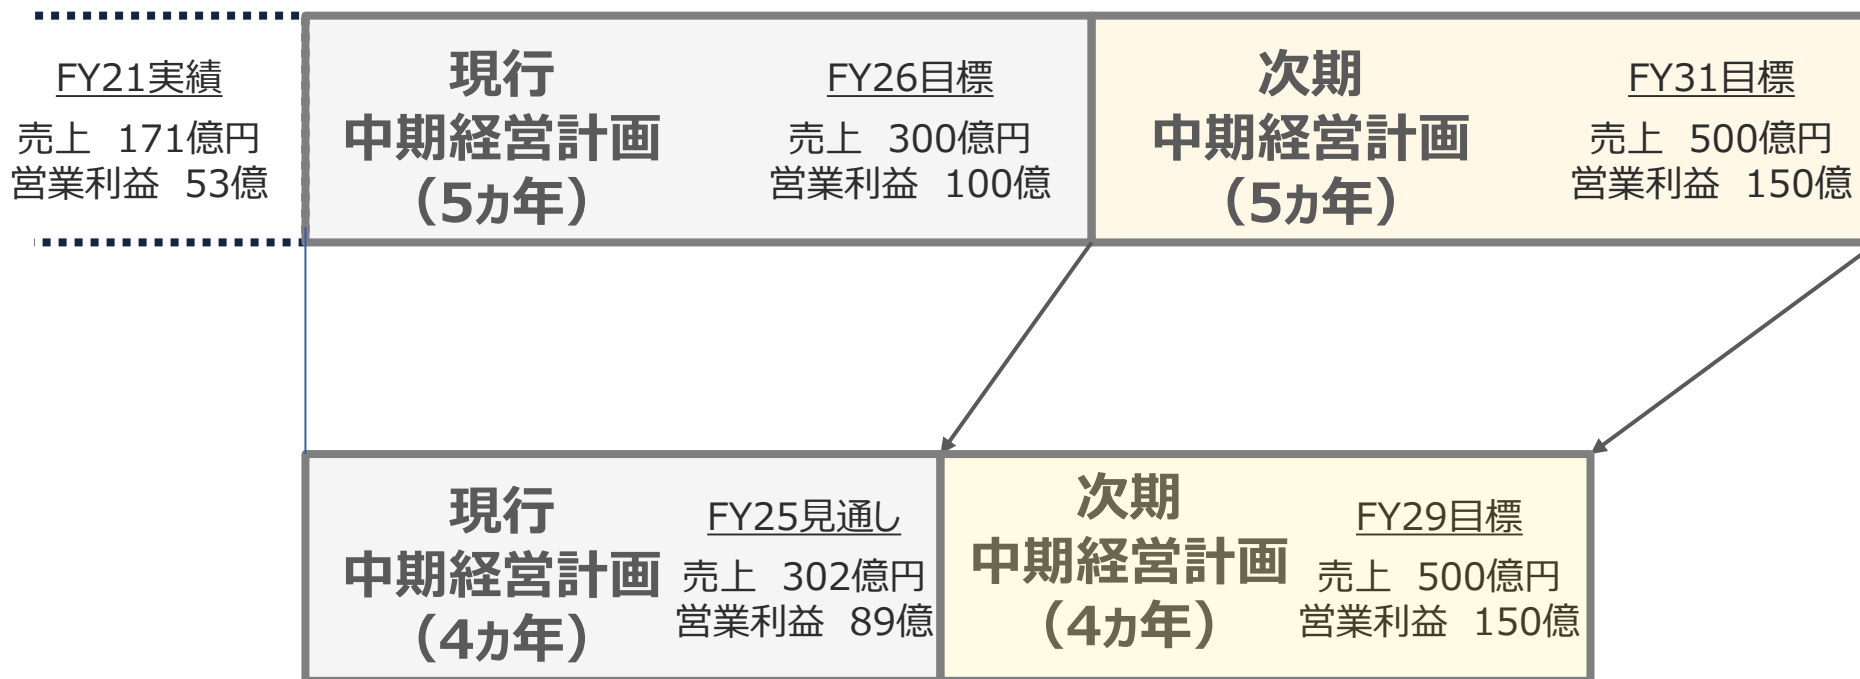 FY21実績
売上 171億円
営業利益 53億
現行
中期経営計画
（5ヵ年）
FY26目標
売上 300億円
営業利益 100億
次期
中期経営計画
（5ヵ年）
FY31目標
売上 500億円
営業利益 150億
現行
中期経営計画
（4ヵ年）
FY25見通し
売上 302億円
営業利益 89億
次期
中期経営計画
（4ヵ年）
FY29目標
売上 500億円
営業利益 150億